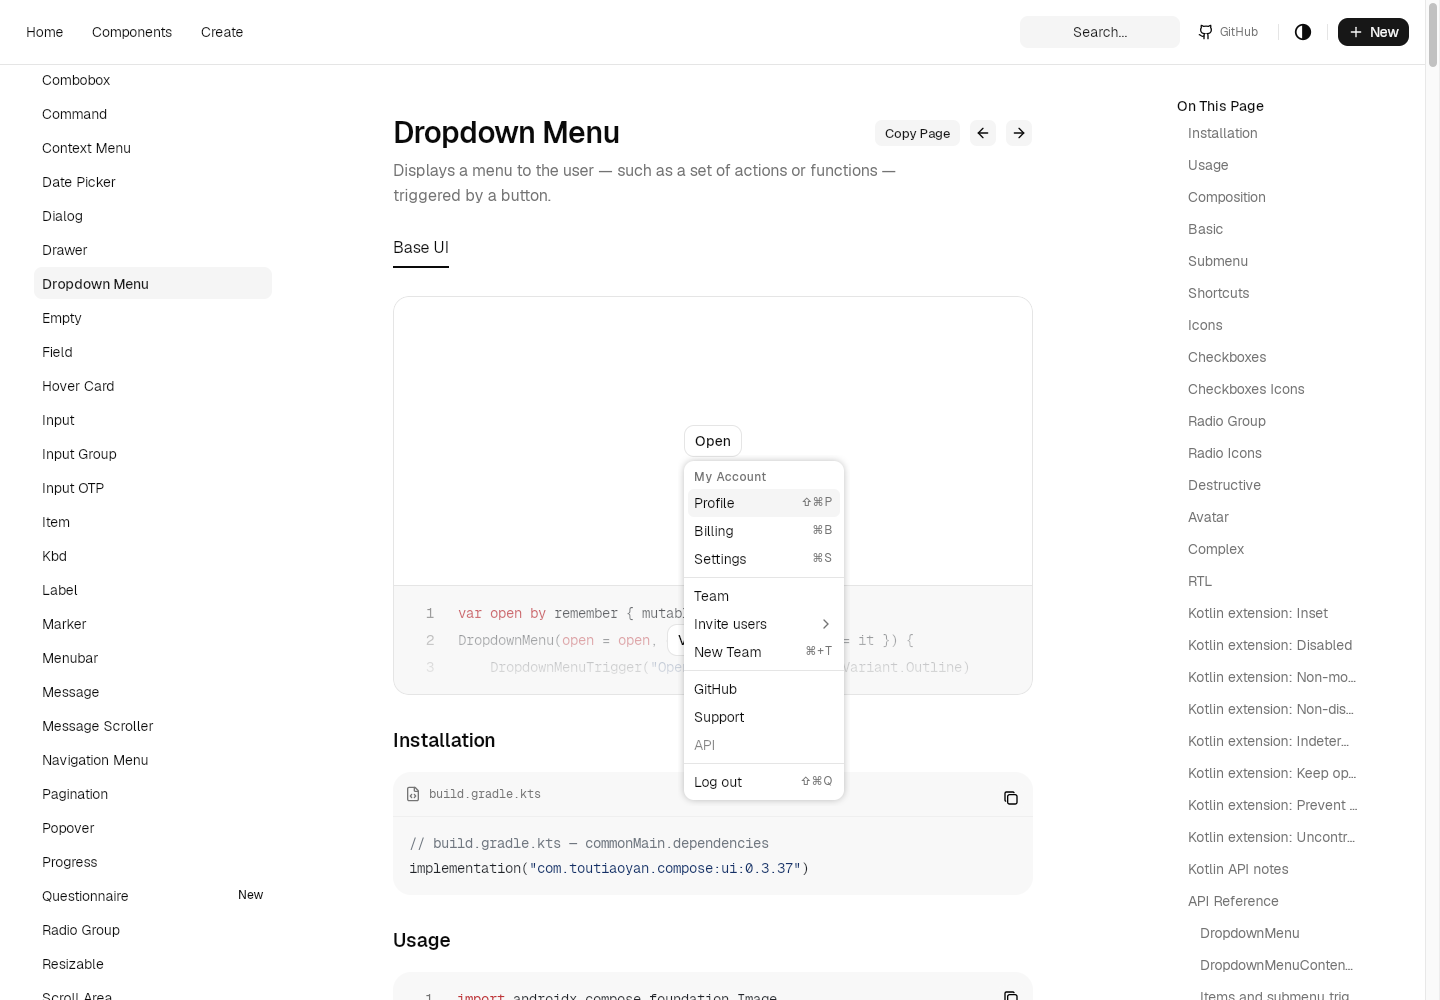 Home
Components
Create
Search...
GitHub
New
Combobox
Command
Context Menu
Date Picker
Dialog
Drawer
Dropdown Menu
Empty
Field
Hover Card
Input
Input Group
Input OTP
Item
Kbd
Label
Marker
Menubar
Message
Message Scroller
Navigation Menu
Pagination
Popover
Progress
Questionnaire New
Radio Group
Resizable
Scroll Area
Dropdown Menu
Copy Page
Displays a menu to the user — such as a set of actions or functions —
triggered by a button.
Base UI
Open
My Account
Profile ⇧⌘P
Billing ⌘B
Settings ⌘S
Team
Invite users
New Team ⌘+T
GitHub
Support
API
Log out ⇧⌘Q
1 var open by remember { mutabl
2 DropdownMenu(open = open, V = it }) {
3 DropdownMenuTrigger("Open Variant.Outline)
Installation
build.gradle.kts
// build.gradle.kts — commonMain.dependencies
implementation("com.toutiaoyan.compose:ui:0.3.37")
Usage
1 import androidx.compose.foundation.Image
On This Page
Installation
Usage
Composition
Basic
Submenu
Shortcuts
Icons
Checkboxes
Checkboxes Icons
Radio Group
Radio Icons
Destructive
Avatar
Complex
RTL
Kotlin extension: Inset
Kotlin extension: Disabled
Kotlin extension: Non-mo...
Kotlin extension: Non-dis...
Kotlin extension: Indeter...
Kotlin extension: Keep op...
Kotlin extension: Prevent ...
Kotlin extension: Uncontr...
Kotlin API notes
API Reference
DropdownMenu
DropdownMenuConten...
Items and submenu trig...